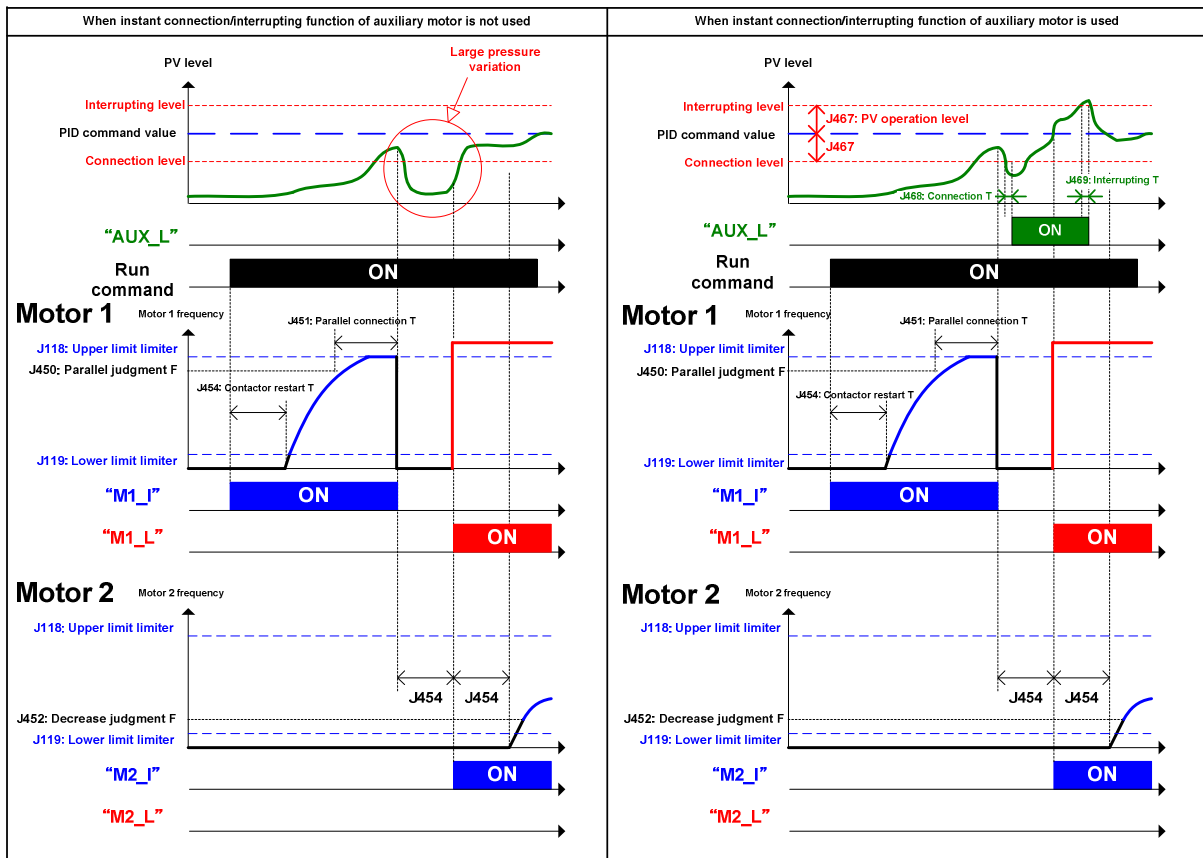 When instant connection/interrupting function of auxiliary motor is not used
Large pressure
variation
PV level
Interrupting level
PID command value
Connection level
“AUX_L”
Run
command
ON
Motor 1
Motor 1 frequency
J451: Parallel connection T
J118: Upper limit limiter
J450: Parallel judgment F
J454: Contactor restart T
J119: Lower limit limiter
“M1_I”
ON
“M1_L”
ON
Motor 2
Motor 2 frequency
J118: Upper limit limiter
J454
J454
J452: Decrease judgment F
J119: Lower limit limiter
“M2_I”
ON
“M2_L”
When instant connection/interrupting function of auxiliary motor is used
PV level
Interrupting level
J467: PV operation level
PID command value
J467
Connection level
J469: Interrupting T
J468: Connection T
“AUX_L”
ON
Run
command
ON
Motor 1
Motor 1 frequency
J451: Parallel connection T
J118: Upper limit limiter
J450: Parallel judgment F
J454: Contactor restart T
J119: Lower limit limiter
“M1_I”
ON
“M1_L”
ON
Motor 2
Motor 2 frequency
J118: Upper limit limiter
J454
J454
J452: Decrease judgment F
J119: Lower limit limiter
“M2_I”
ON
“M2_L”